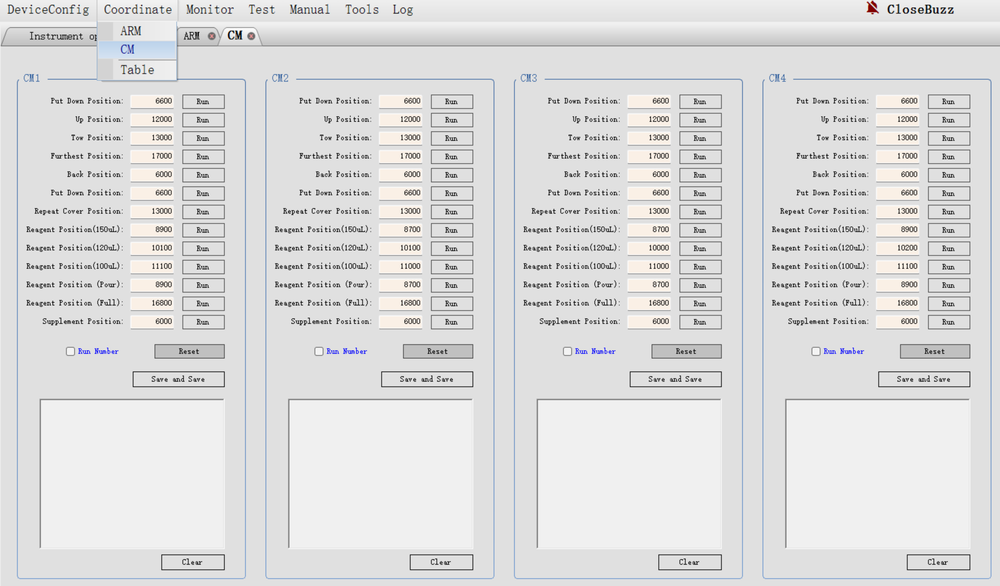 DeviceConfig Coordinate Monitor Test Manual Tools Log CloseBuzz
ARM
CM
Table
Instrument op ARM CM
CM1
Put Down Position: 6600 Run
Up Position: 12000 Run
Tow Position: 13000 Run
Furthest Position: 17000 Run
Back Position: 6000 Run
Put Down Position: 6600 Run
Repeat Cover Position: 13000 Run
Reagent Position(150uL): 8900 Run
Reagent Position(120uL): 10100 Run
Reagent Position(100uL): 11100 Run
Reagent Position (Pour): 8900 Run
Reagent Position (Full): 16800 Run
Supplement Position: 6000 Run
Run Number Reset
Save and Save
Clear
CM2
Put Down Position: 6600 Run
Up Position: 12000 Run
Tow Position: 13000 Run
Furthest Position: 17000 Run
Back Position: 6000 Run
Put Down Position: 6600 Run
Repeat Cover Position: 13000 Run
Reagent Position(150uL): 8700 Run
Reagent Position(120uL): 10100 Run
Reagent Position(100uL): 11000 Run
Reagent Position (Pour): 8700 Run
Reagent Position (Full): 16800 Run
Supplement Position: 6000 Run
Run Number Reset
Save and Save
Clear
CM3
Put Down Position: 6600 Run
Up Position: 12000 Run
Tow Position: 13000 Run
Furthest Position: 17000 Run
Back Position: 6000 Run
Put Down Position: 6600 Run
Repeat Cover Position: 13000 Run
Reagent Position(150uL): 8700 Run
Reagent Position(120uL): 10000 Run
Reagent Position(100uL): 11000 Run
Reagent Position (Pour): 8700 Run
Reagent Position (Full): 16800 Run
Supplement Position: 6000 Run
Run Number Reset
Save and Save
Clear
CM4
Put Down Position: 6600 Run
Up Position: 12000 Run
Tow Position: 13000 Run
Furthest Position: 17000 Run
Back Position: 6000 Run
Put Down Position: 6600 Run
Repeat Cover Position: 13000 Run
Reagent Position(150uL): 8900 Run
Reagent Position(120uL): 10200 Run
Reagent Position(100uL): 11100 Run
Reagent Position (Pour): 8900 Run
Reagent Position (Full): 16800 Run
Supplement Position: 6000 Run
Run Number Reset
Save and Save
Clear